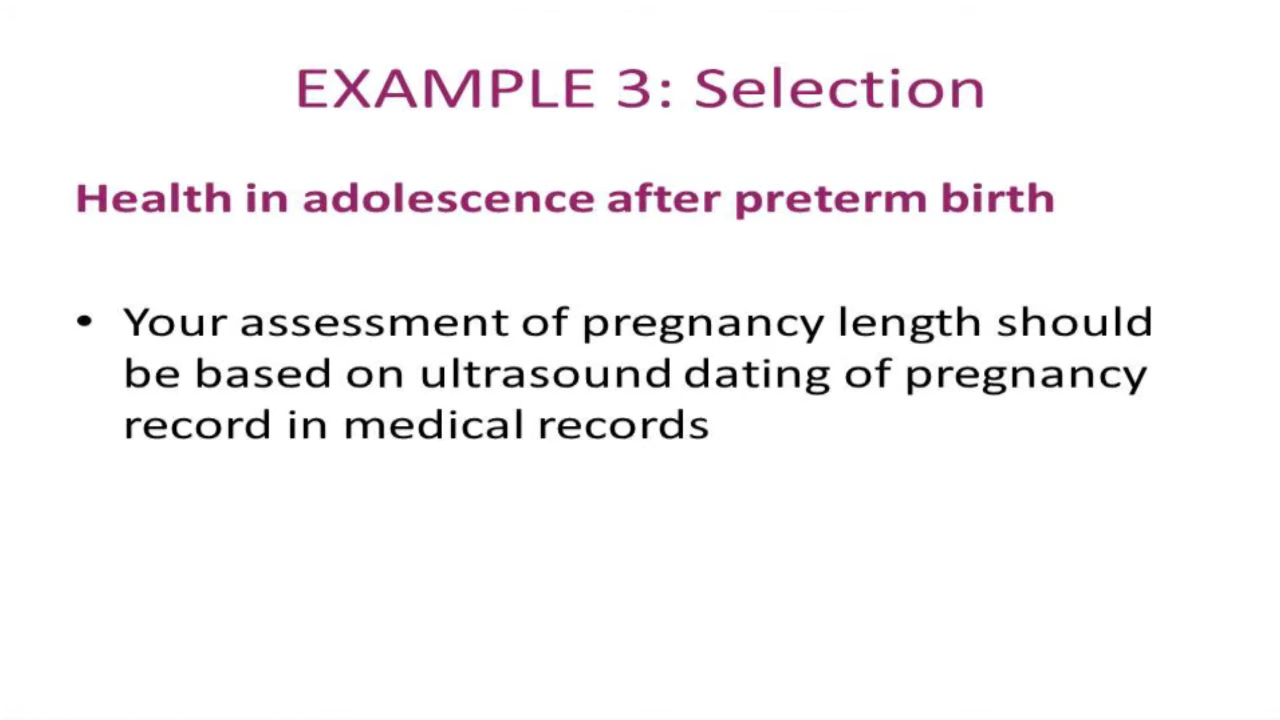 EXAMPLE 3: Selection
Health in adolescence after preterm birth
• Your assessment of pregnancy length should
be based on ultrasound dating of pregnancy
record in medical records